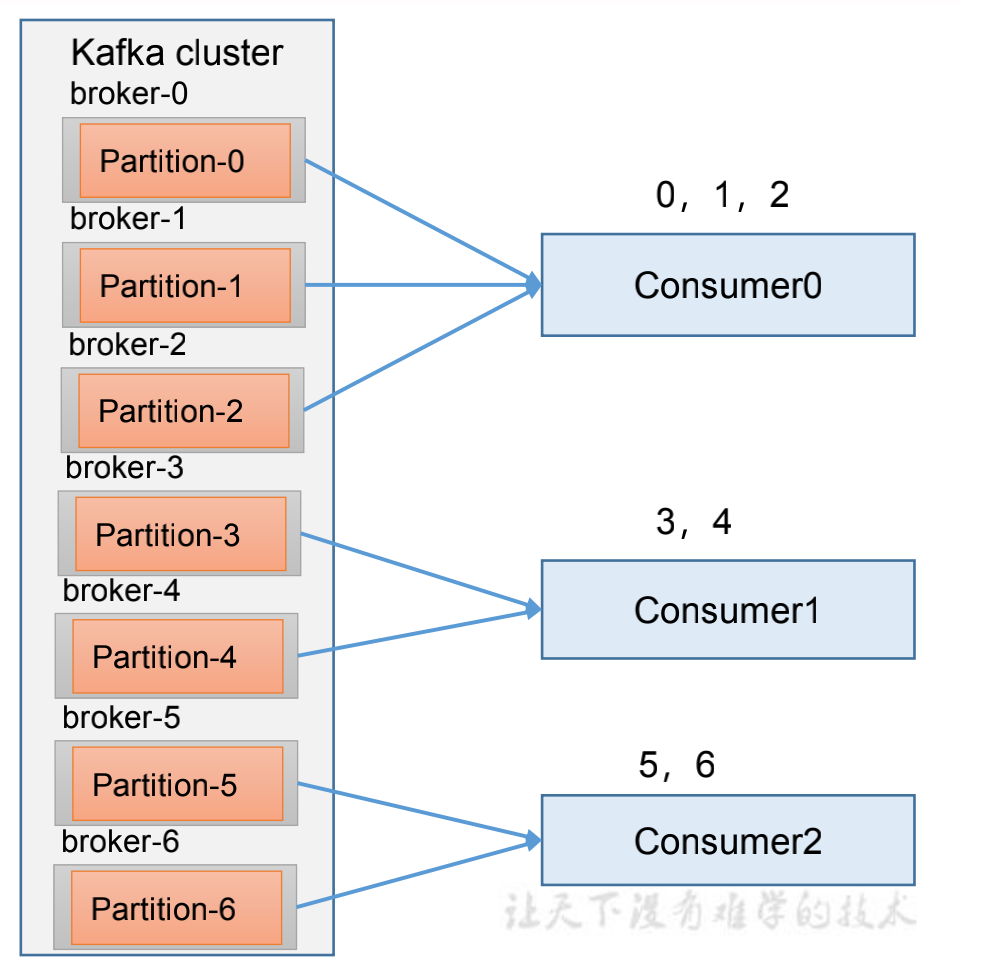 Kafka cluster
broker-0
Partition-0
broker-1
Partition-1
broker-2
Partition-2
broker-3
Partition-3
broker-4
Partition-4
broker-5
Partition-5
broker-6
Partition-6
0，1，2
Consumer0
3，4
Consumer1
5，6
Consumer2
让天下没有难学的技术